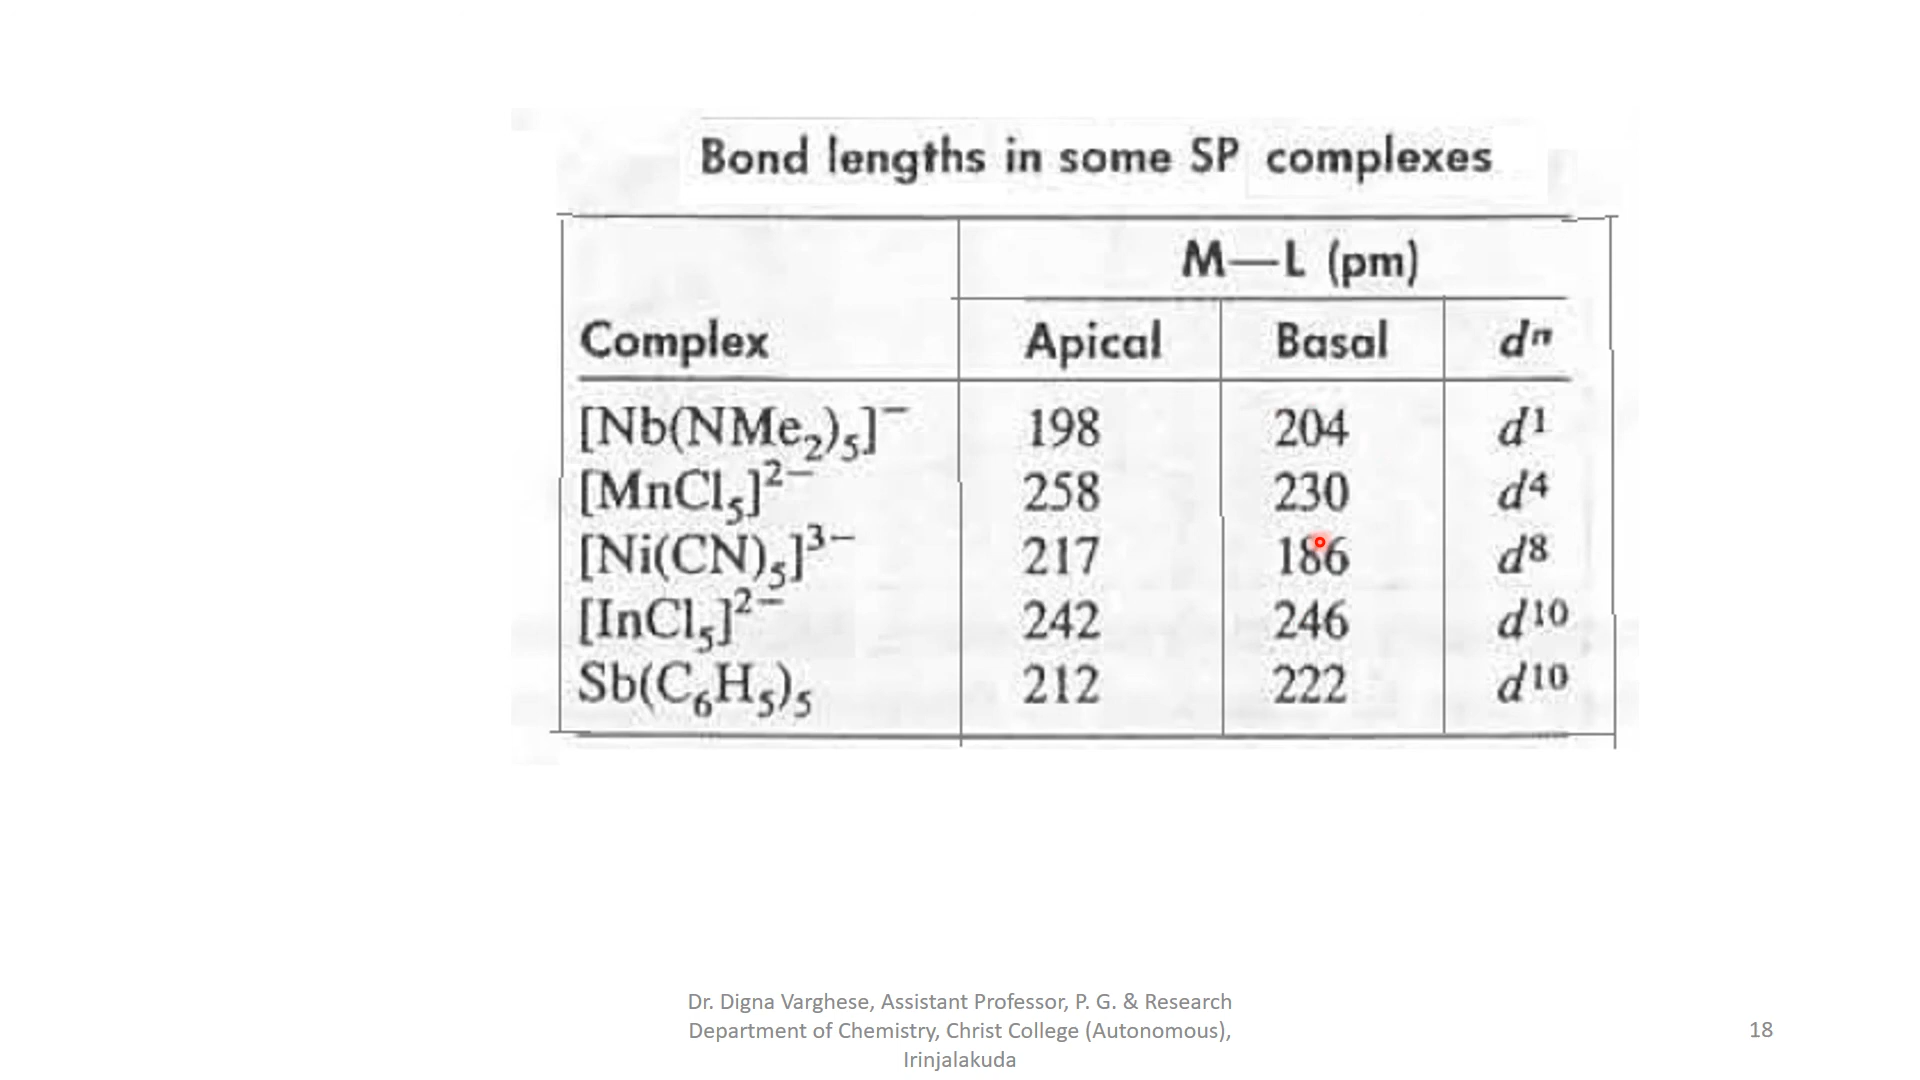 Bond lengths in some SP complexes
M—L (pm)
Complex Apical Basal dⁿ
[Nb(NMe₂)₅]⁻ 198 204 d¹
[MnCl₅]²⁻ 258 230 d⁴
[Ni(CN)₅]³⁻ 217 186 d⁸
[InCl₅]²⁻ 242 246 d¹⁰
Sb(C₆H₅)₅ 212 222 d¹⁰
Dr. Digna Varghese, Assistant Professor, P. G. & Research
Department of Chemistry, Christ College (Autonomous),
Irinjalakuda
18